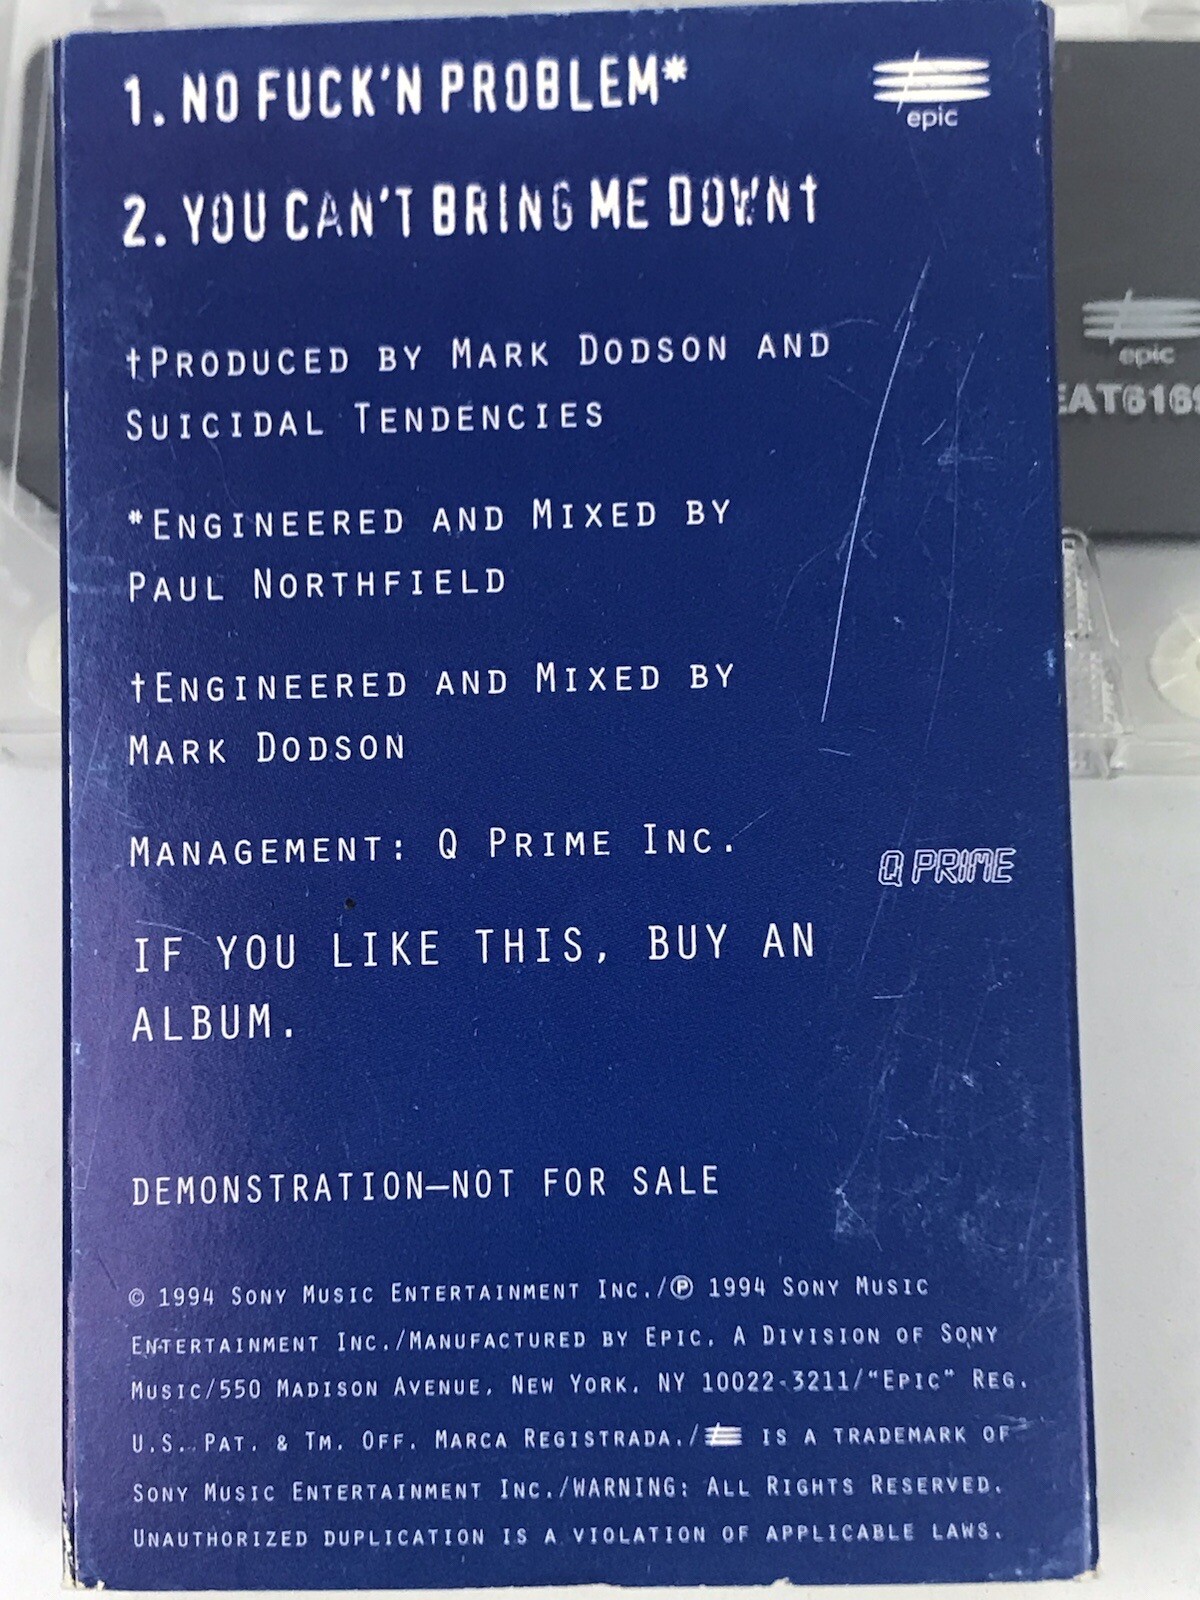 1. NO FUCK'N PROBLEM*
epic
2. YOU CAN'T BRING ME DOWN†
†PRODUCED BY MARK DODSON AND
SUICIDAL TENDENCIES
*ENGINEERED AND MIXED BY
PAUL NORTHFIELD
†ENGINEERED AND MIXED BY
MARK DODSON
MANAGEMENT: Q PRIME INC.
Q PRIME
IF YOU LIKE THIS, BUY AN
ALBUM.
DEMONSTRATION—NOT FOR SALE
© 1994 SONY MUSIC ENTERTAINMENT INC./℗ 1994 SONY MUSIC
ENTERTAINMENT INC./MANUFACTURED BY EPIC, A DIVISION OF SONY
MUSIC/550 MADISON AVENUE, NEW YORK, NY 10022-3211/"EPIC" REG.
U.S. PAT. & TM. OFF. MARCA REGISTRADA./ IS A TRADEMARK OF
SONY MUSIC ENTERTAINMENT INC./WARNING: ALL RIGHTS RESERVED.
UNAUTHORIZED DUPLICATION IS A VIOLATION OF APPLICABLE LAWS.
epic